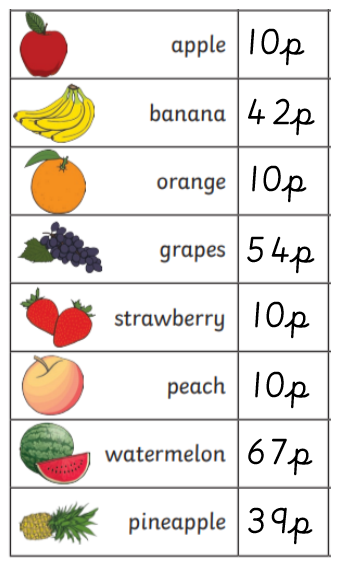 apple 10p
banana 42p
orange 10p
grapes 54p
strawberry 10p
peach 10p
watermelon 67p
pineapple 39p